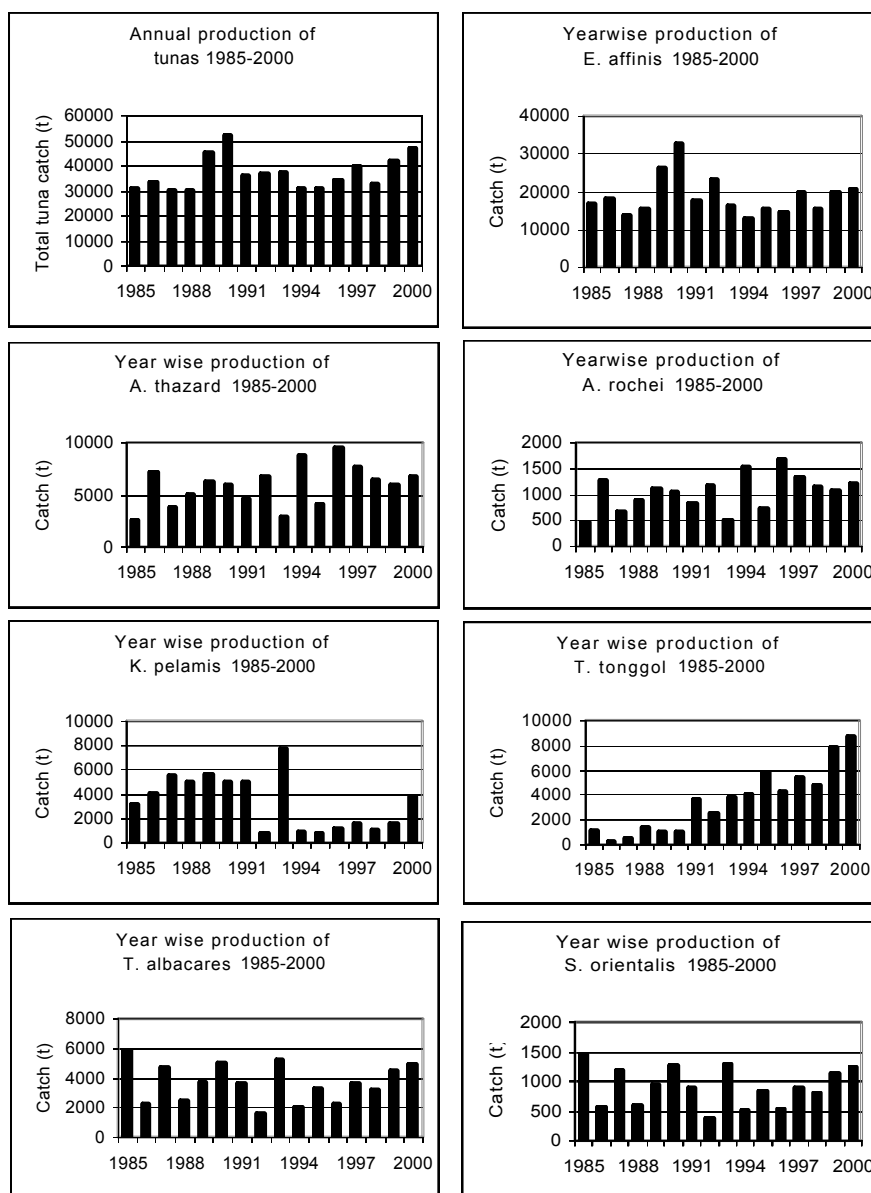 Annual production of
tunas 1985-2000
Total tuna catch (t)
60000
50000
40000
30000
20000
10000
0
1985 1988 1991 1994 1997 2000
Yearwise production of
E. affinis 1985-2000
Catch (t)
40000
30000
20000
10000
0
1985 1988 1991 1994 1997 2000
Year wise production of
A. thazard 1985-2000
Catch (t)
10000
5000
0
1985 1988 1991 1994 1997 2000
Yearwise production of
A. rochei 1985-2000
Catch (t)
2000
1500
1000
500
0
1985 1988 1991 1994 1997 2000
Year wise production of
K. pelamis 1985-2000
Catch (t)
10000
8000
6000
4000
2000
0
1985 1988 1991 1994 1997 2000
Year wise production of
T. tonggol 1985-2000
Catch (t)
10000
8000
6000
4000
2000
0
1985 1988 1991 1994 1997 2000
Year wise production of
T. albacares 1985-2000
Catch (t)
8000
6000
4000
2000
0
1985 1988 1991 1994 1997 2000
Year wise production of
S. orientalis 1985-2000
Catch (t)
2000
1500
1000
500
0
1985 1988 1991 1994 1997 2000